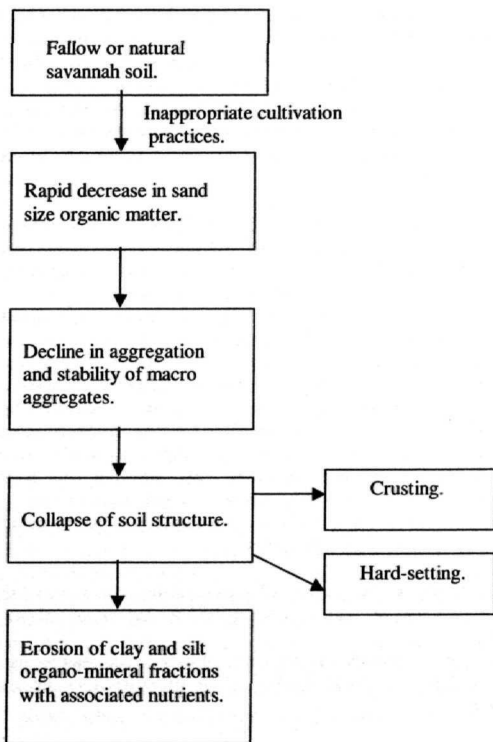 Fallow or natural
savannah soil.
Inappropriate cultivation
practices.
Rapid decrease in sand
size organic matter.
Decline in aggregation
and stability of macro
aggregates.
Collapse of soil structure.
Crusting.
Hard-setting.
Erosion of clay and silt
organo-mineral fractions
with associated nutrients.